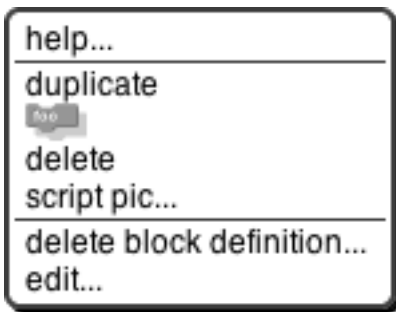 help...
duplicate
foo
delete
script pic...
delete block definition...
edit...